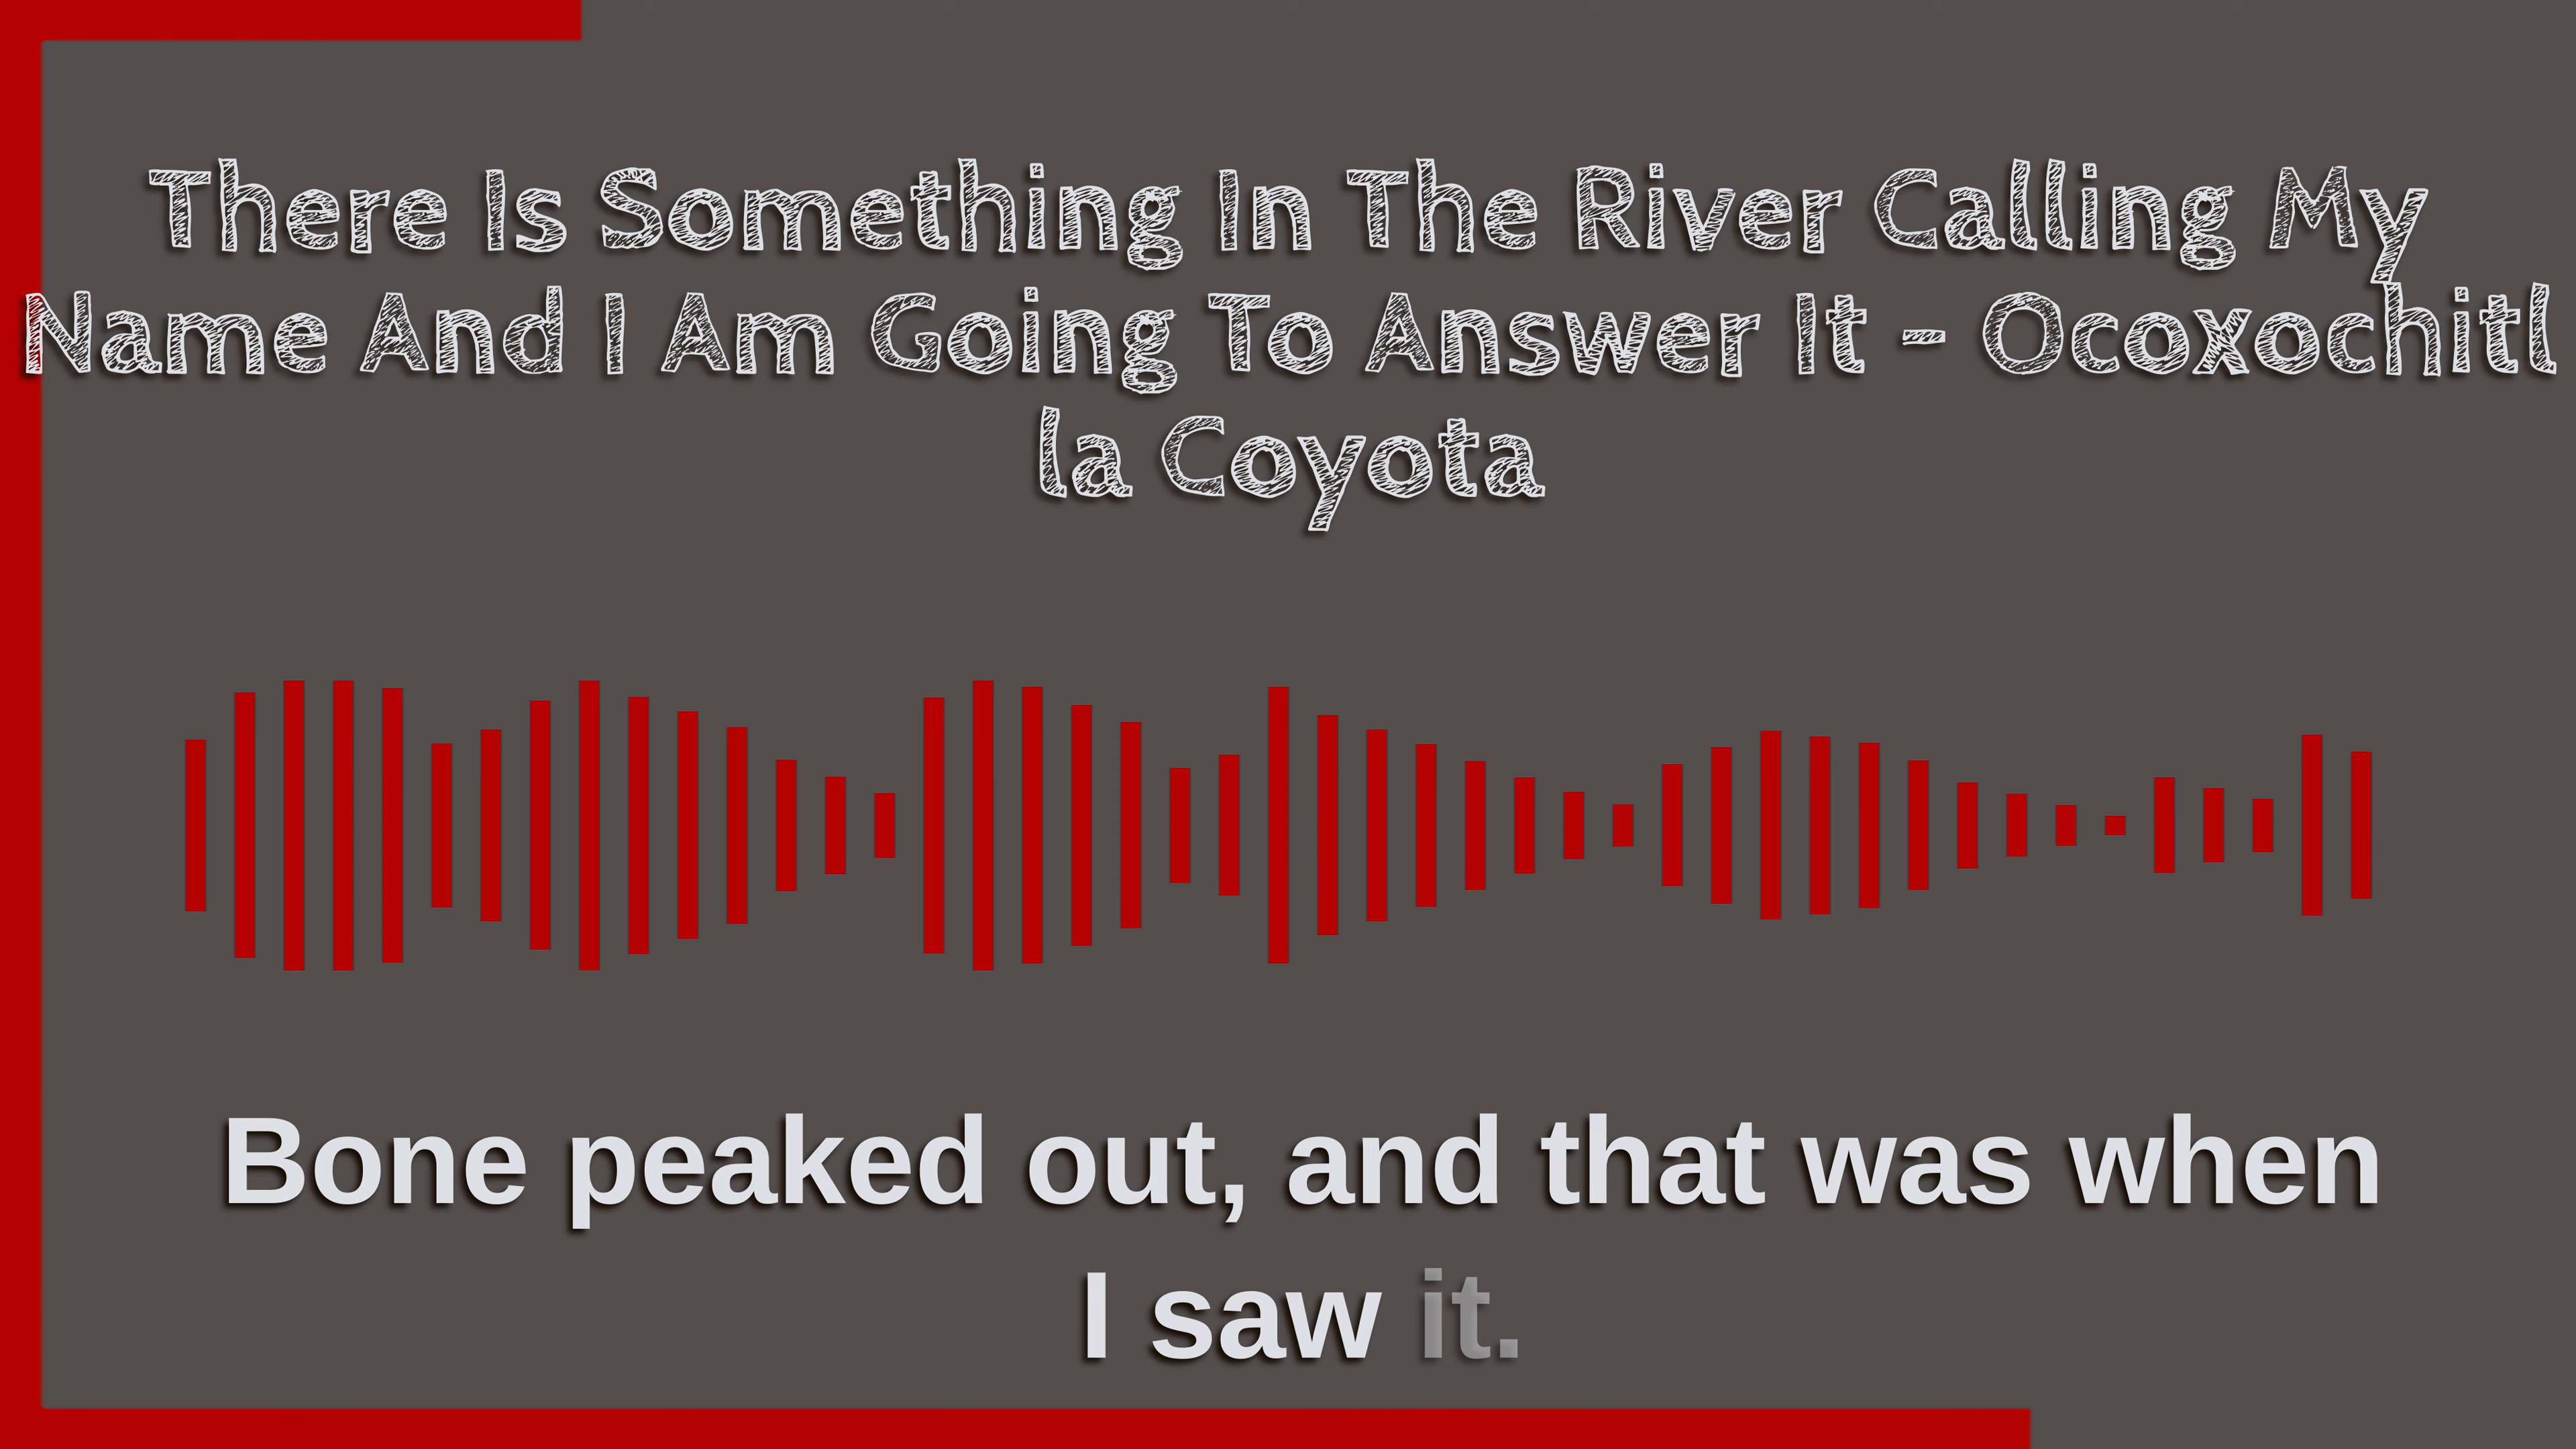 There Is Something In The River Calling My
Name And I Am Going To Answer It - Ocoxochitl
la Coyota
Bone peaked out, and that was when
I saw it.